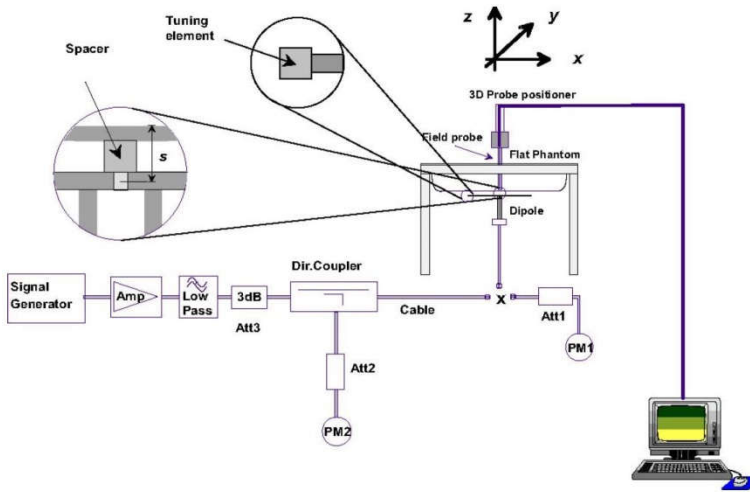 Tuning
element
Spacer
s
z
y
x
3D Probe positioner
Field probe
Flat Phantom
Dipole
Signal
Generator
Amp
Low
Pass
3dB
Att3
Dir.Coupler
Cable
x
Att1
PM1
Att2
PM2